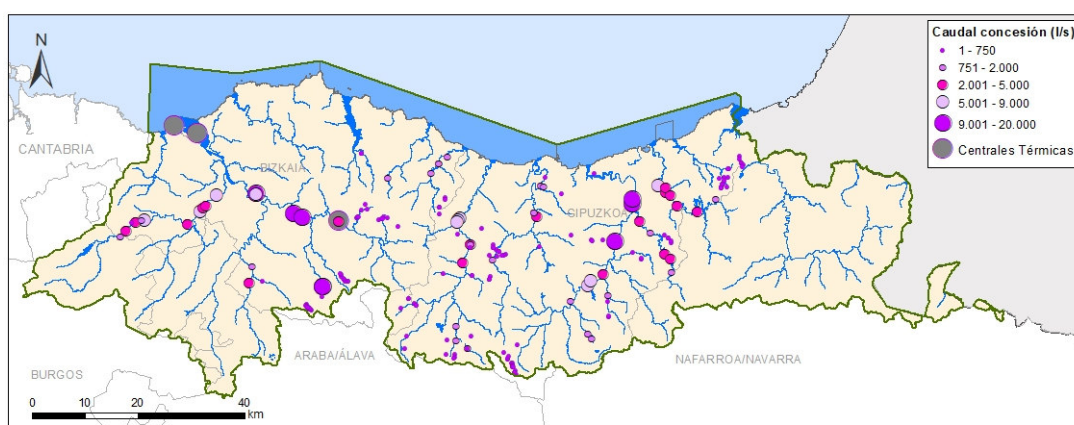 N
Caudal concesión (l/s)
1 - 750
751 - 2.000
2.001 - 5.000
5.001 - 9.000
9.001 - 20.000
Centrales Térmicas
CANTABRIA
BIZKAIA
GIPUZKOA
ARABA/ÁLAVA
NAFARROA/NAVARRA
BURGOS
0 10 20 40
km